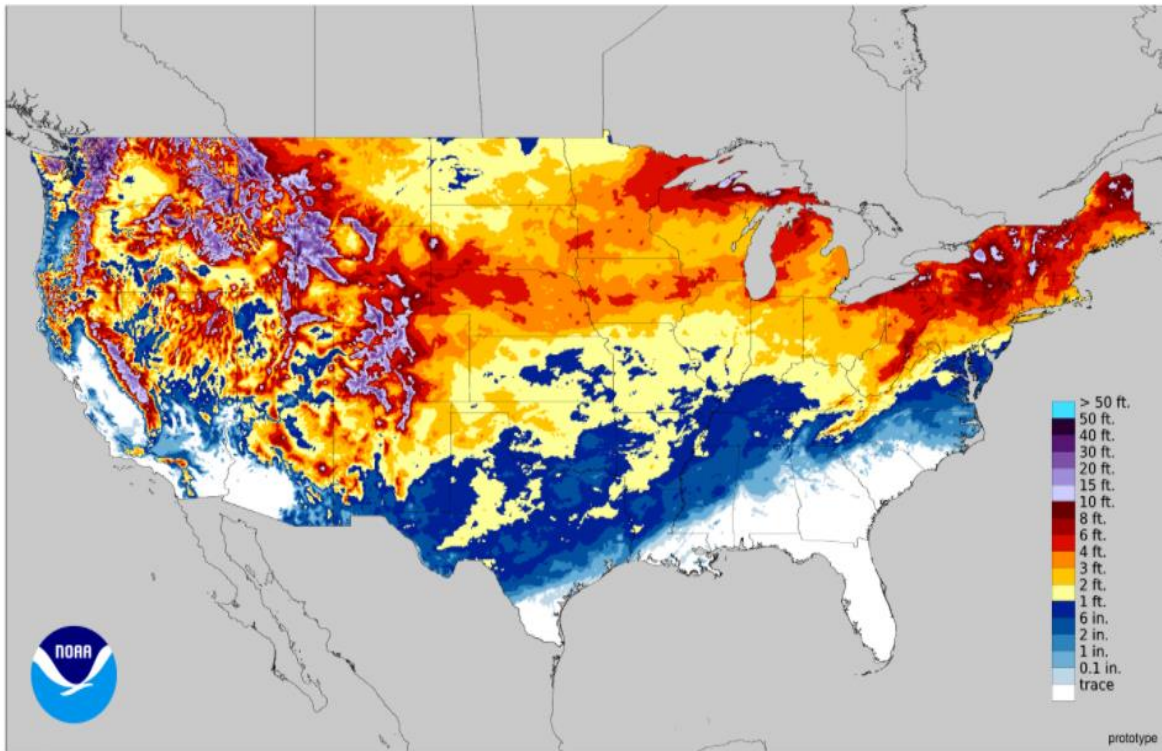 > 50 ft.
50 ft.
40 ft.
30 ft.
20 ft.
15 ft.
10 ft.
8 ft.
6 ft.
4 ft.
3 ft.
2 ft.
1 ft.
6 in.
2 in.
1 in.
0.1 in.
trace
NOAA
prototype